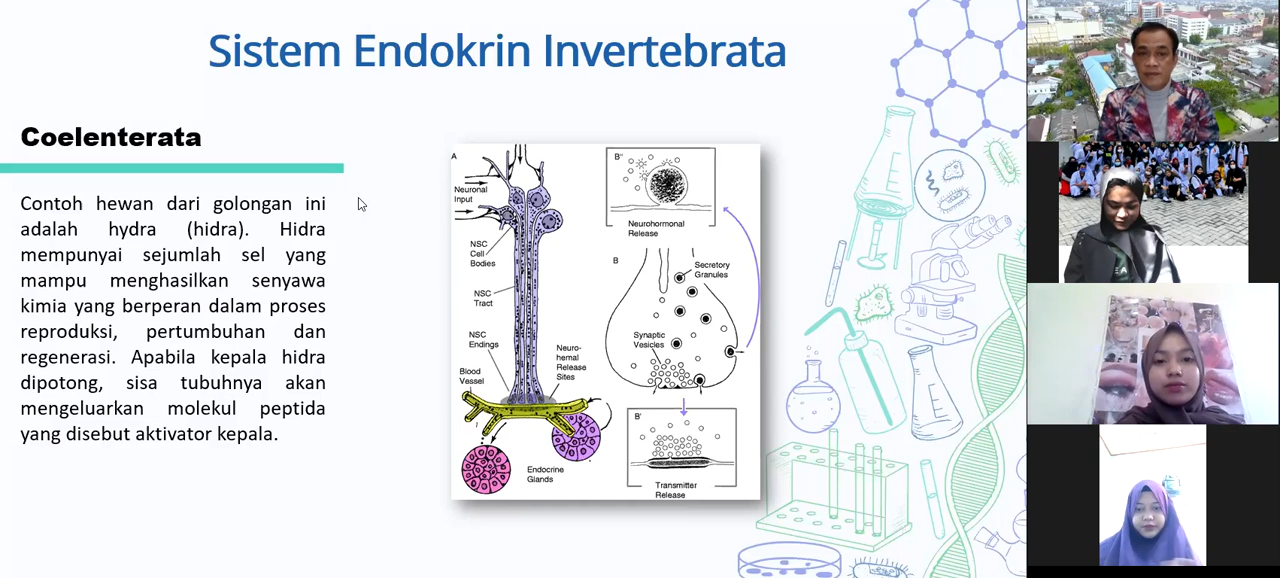 Sistem Endokrin Invertebrata
Coelenterata
Contoh hewan dari golongan ini
adalah hydra (hidra). Hidra
mempunyai sejumlah sel yang
mampu menghasilkan senyawa
kimia yang berperan dalam proses
reproduksi, pertumbuhan dan
regenerasi. Apabila kepala hidra
dipotong, sisa tubuhnya akan
mengeluarkan molekul peptida
yang disebut aktivator kepala.
A
Neuronal
Input
NSC
Cell
Bodies
NSC
Tract
NSC
Endings
Blood
Vessel
Neuro-
hemal
Release
Sites
Endocrine
Glands
B"
Neurohormonal
Release
B
Secretory
Granules
Synaptic
Vesicles
B'
Transmitter
Release